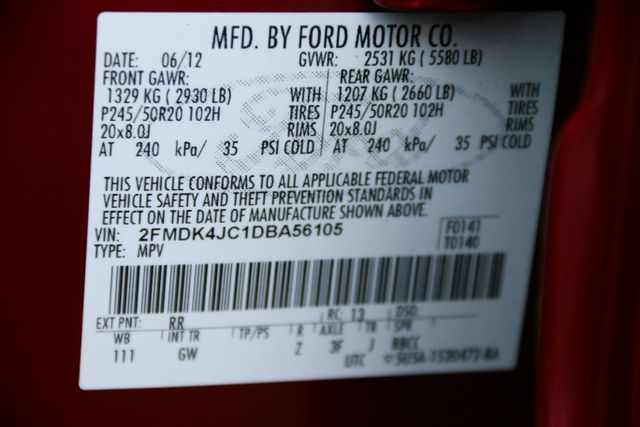 MFD. BY FORD MOTOR CO.
DATE: 06/12 GVWR: 2531 KG ( 5580 LB)
FRONT GAWR: REAR GAWR:
1329 KG ( 2930 LB) WITH 1207 KG ( 2660 LB) WITH
P245/50R20 102H TIRES P245/50R20 102H TIRES
20x8.0J RIMS 20x8.0J RIMS
AT 240 kPa/ 35 PSI COLD AT 240 kPa/ 35 PSI COLD
THIS VEHICLE CONFORMS TO ALL APPLICABLE FEDERAL MOTOR
VEHICLE SAFETY AND THEFT PREVENTION STANDARDS IN
EFFECT ON THE DATE OF MANUFACTURE SHOWN ABOVE.
VIN: 2FMDK4JC1DBA56105 F0141
TYPE: MPV T0140
EXT PNT: RR RC: 13 DSO:
WB INT TR TP/PS R AXLE TR SPR
111 GW Z 3F J BBCC
UTC